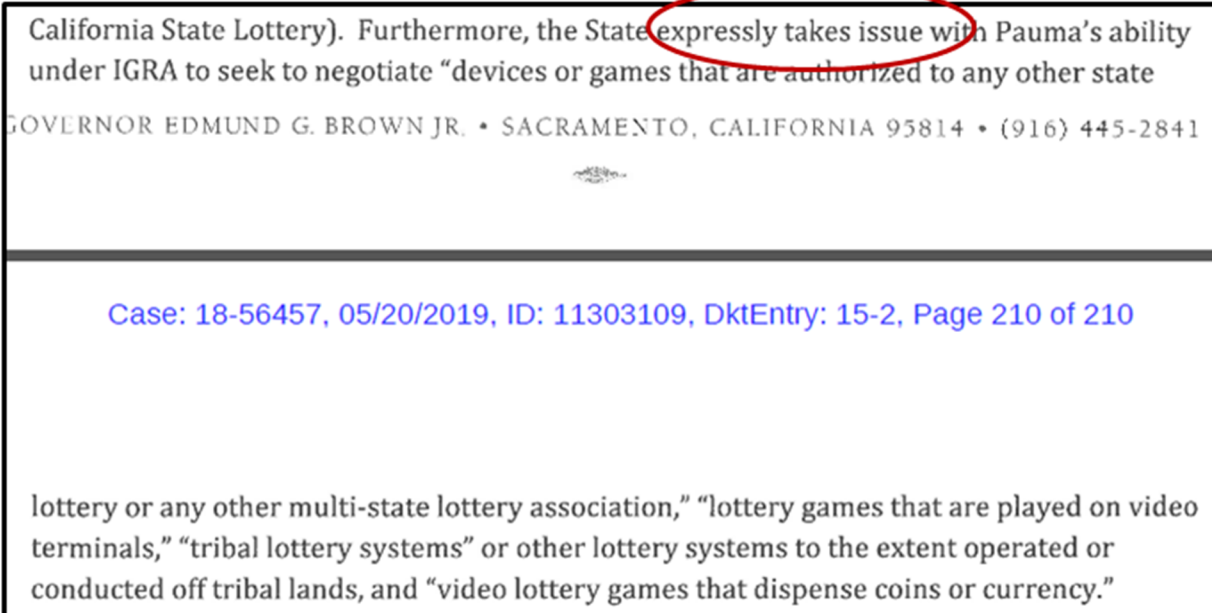 California State Lottery).  Furthermore, the State expressly takes issue with Pauma’s ability
under IGRA to seek to negotiate “devices or games that are authorized to any other state
GOVERNOR EDMUND G. BROWN JR. • SACRAMENTO, CALIFORNIA 95814 • (916) 445-2841
Case: 18-56457, 05/20/2019, ID: 11303109, DktEntry: 15-2, Page 210 of 210
lottery or any other multi-state lottery association,” “lottery games that are played on video
terminals,” “tribal lottery systems” or other lottery systems to the extent operated or
conducted off tribal lands, and “video lottery games that dispense coins or currency.”